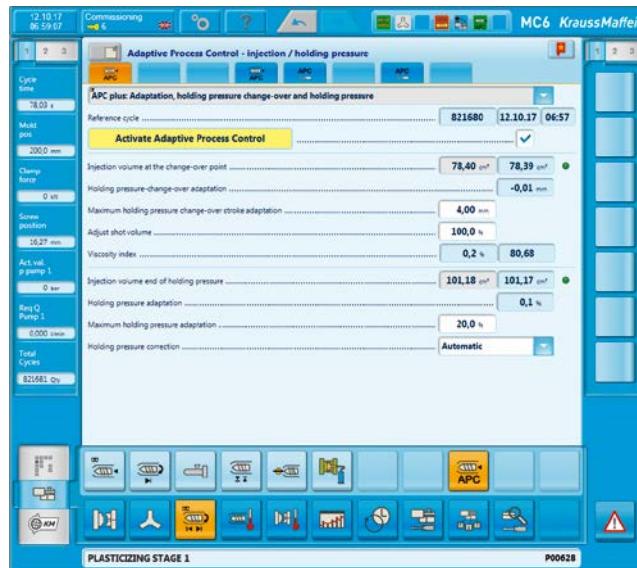 12.10.17
06:59:07
Commissioning
6
?
MC6 KraussMaffei
1 2 3
Adaptive Process Control - injection / holding pressure
1 2 3
APC
APC
APC
APC
APC plus: Adaptation, holding pressure change-over and holding pressure
Cycle time
78,03 s
Reference cycle 821680 12.10.17 06:57
Activate Adaptive Process Control
Mold pos
200,0 mm
Injection volume at the change-over point 78,40 cm³ 78,39 cm³
Clamp force
0 kN
Holding pressure-change-over adaptation -0,01 mm
Maximum holding pressure change-over stroke adaptation 4,00 mm
Screw position
16,27 mm
Adjust shot volume 100,0 %
Viscosity index 0,2 % 80,68
Act. val. p pump 1
0 bar
Injection volume end of holding pressure 101,18 cm³ 101,17 cm³
Holding pressure adaptation 0,1 %
Req Q Pump 1
0,000 l/min
Maximum holding pressure adaptation 20,0 %
Holding pressure correction Automatic
Total Cycles
821681 Qty
APC
KM
PLASTICIZING STAGE 1 P00628